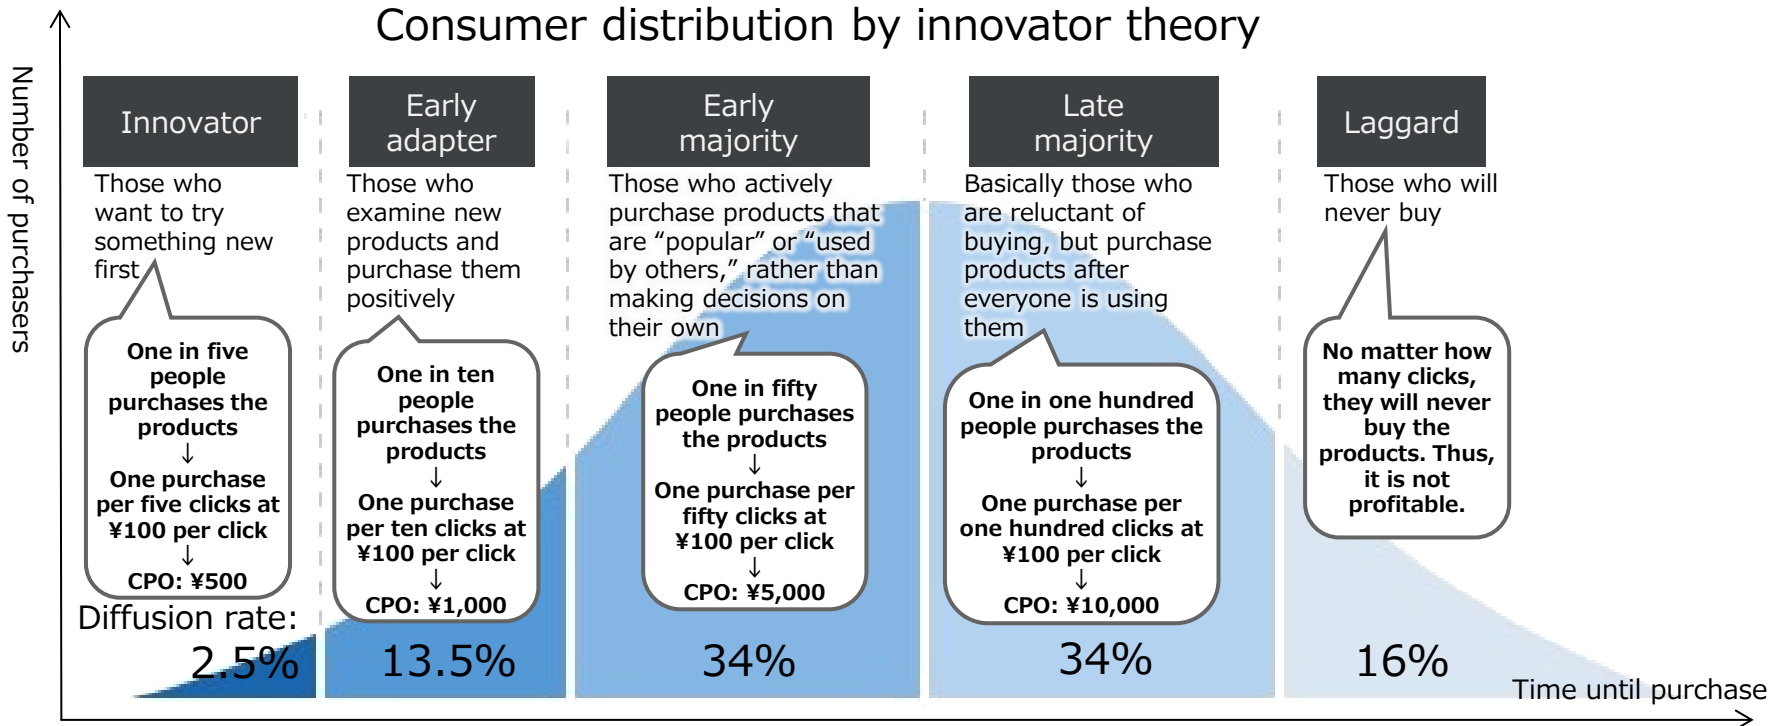 Consumer distribution by innovator theory
Number of purchasers
Innovator
Those who
want to try
something new
first
One in five
people
purchases the
products
↓
One purchase
per five clicks at
¥100 per click
↓
CPO: ¥500
Early
adapter
Those who
examine new
products and
purchase them
positively
One in ten
people
purchases the
products
↓
One purchase
per ten clicks at
¥100 per click
↓
CPO: ¥1,000
Early
majority
Those who actively
purchase products that
are “popular” or “used
by others,” rather than
making decisions on
their own
One in fifty
people purchases
the products
↓
One purchase per
fifty clicks at
¥100 per click
↓
CPO: ¥5,000
Late
majority
Basically those who
are reluctant of
buying, but purchase
products after
everyone is using
them
One in one hundred
people purchases the
products
↓
One purchase per
one hundred clicks at
¥100 per click
↓
CPO: ¥10,000
Laggard
Those who will
never buy
No matter how
many clicks,
they will never
buy the
products. Thus,
it is not
profitable.
Diffusion rate:
2.5%
13.5%
34%
34%
16%
Time until purchase